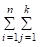 n k
∑ ∑
i=1 j=1